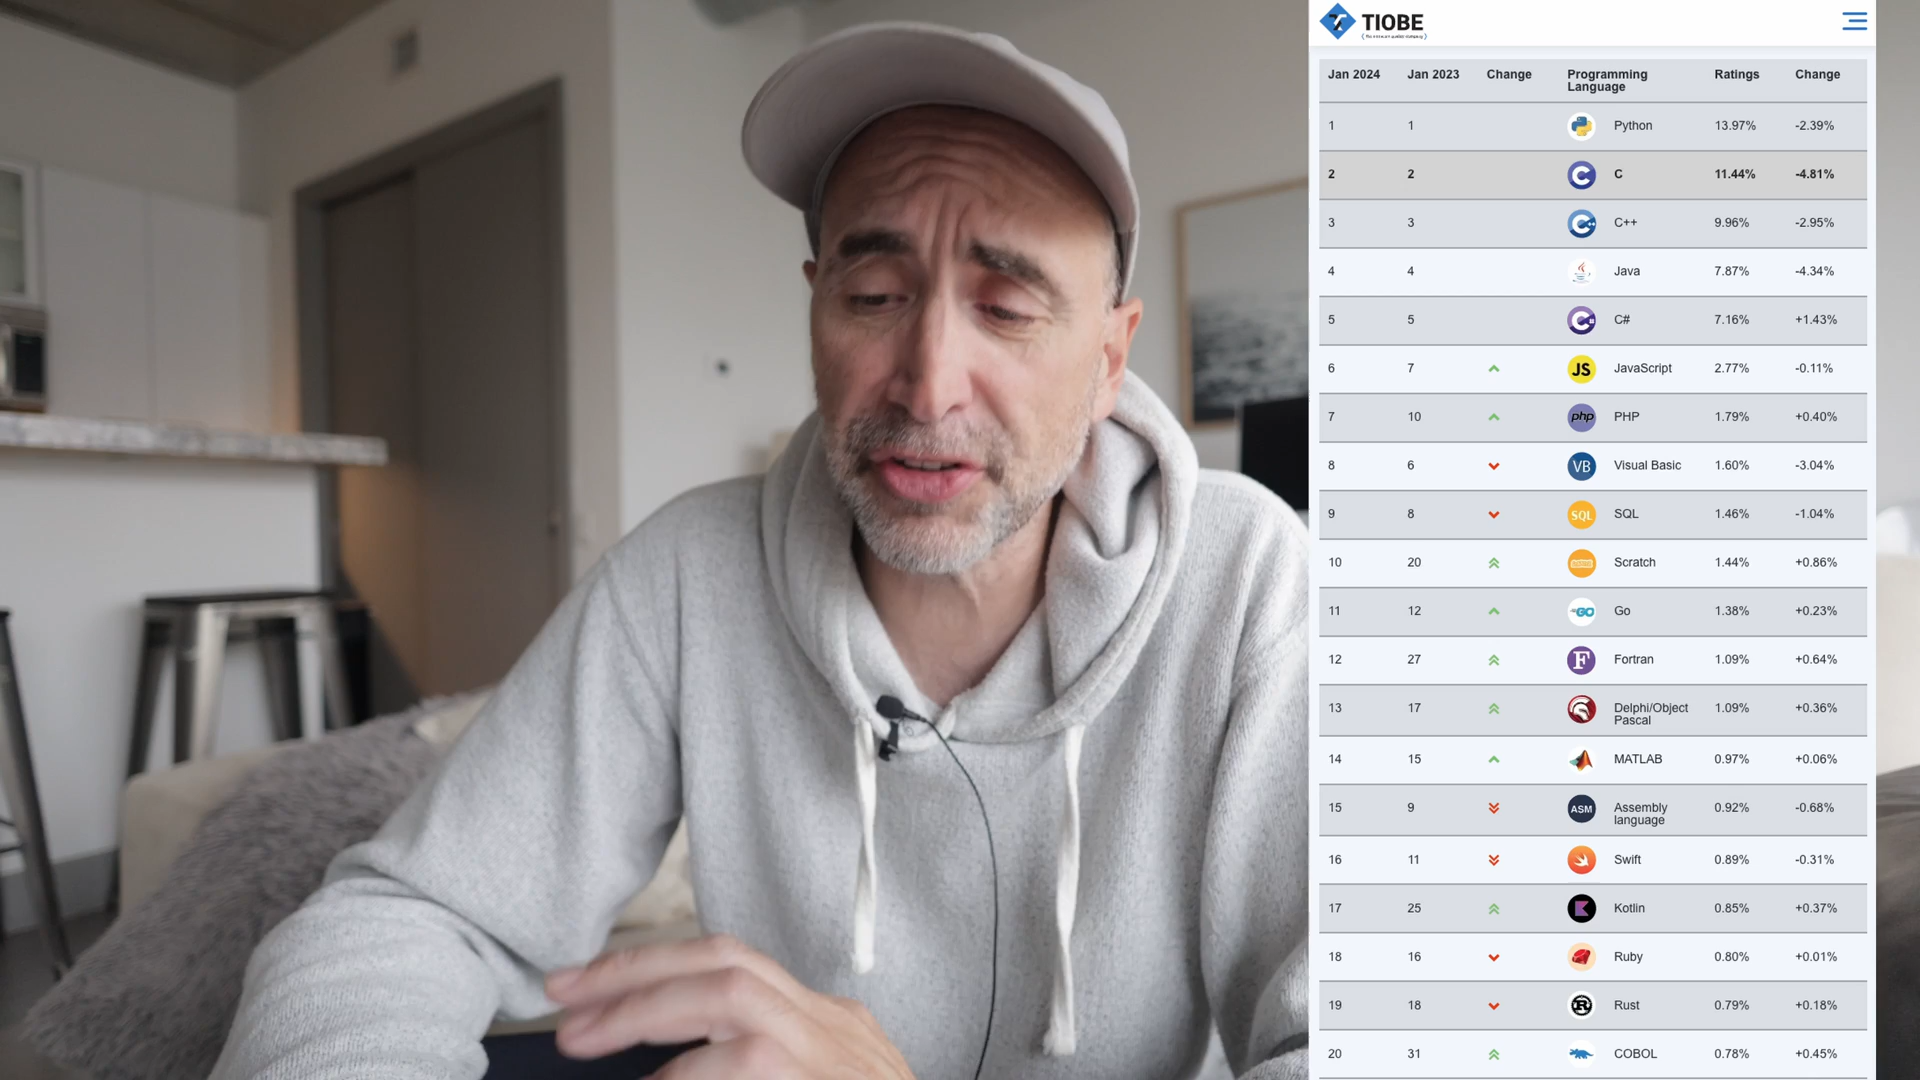 TIOBE
Jan 2024 Jan 2023 Change Programming Language Ratings Change
1 1 Python 13.97% -2.39%
2 2 C 11.44% -4.81%
3 3 C++ 9.96% -2.95%
4 4 Java 7.87% -4.34%
5 5 C# 7.16% +1.43%
6 7 JS JavaScript 2.77% -0.11%
7 10 php PHP 1.79% +0.40%
8 6 VB Visual Basic 1.60% -3.04%
9 8 SQL SQL 1.46% -1.04%
10 20 Scratch 1.44% +0.86%
11 12 GO Go 1.38% +0.23%
12 27 F Fortran 1.09% +0.64%
13 17 Delphi/Object Pascal 1.09% +0.36%
14 15 MATLAB 0.97% +0.06%
15 9 ASM Assembly language 0.92% -0.68%
16 11 Swift 0.89% -0.31%
17 25 Kotlin 0.85% +0.37%
18 16 Ruby 0.80% +0.01%
19 18 R Rust 0.79% +0.18%
20 31 COBOL 0.78% +0.45%